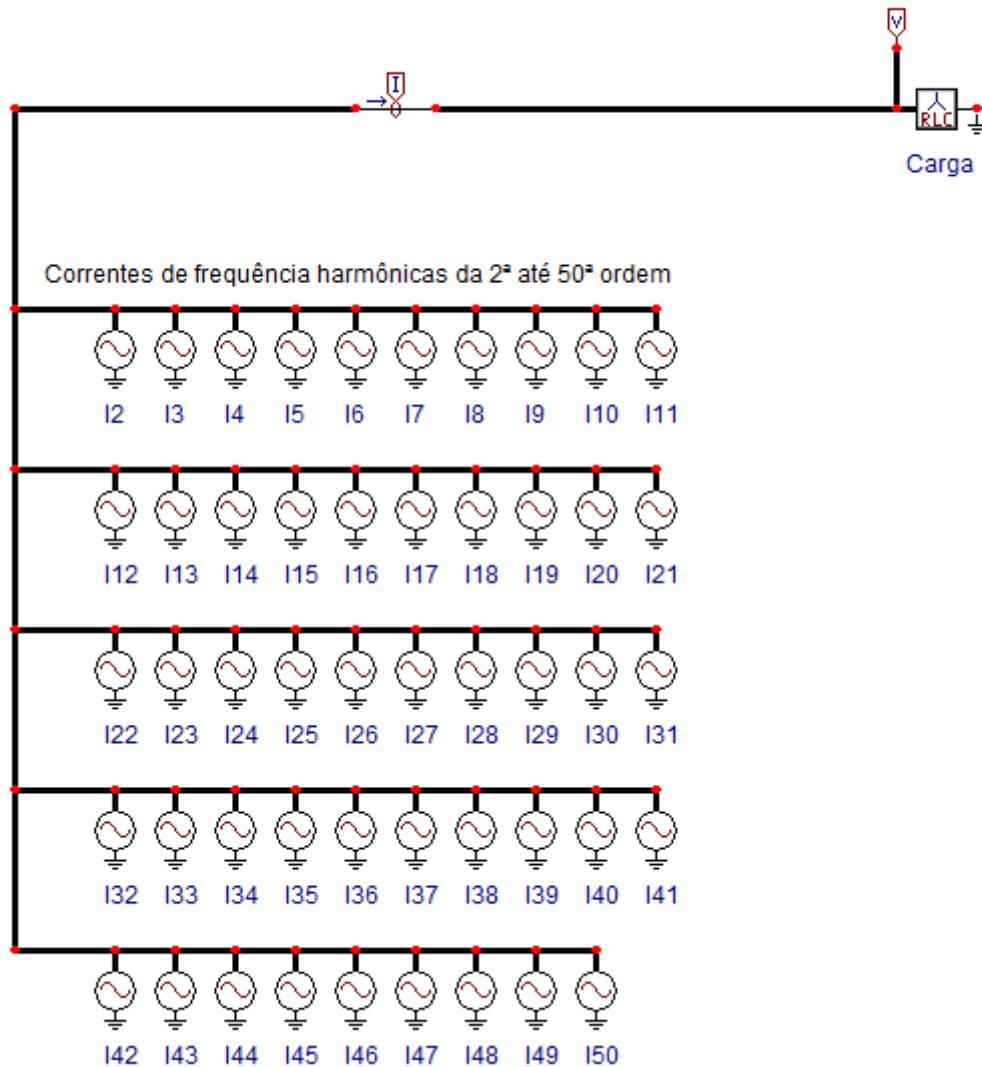 V
I
RLC
Carga
Correntes de frequência harmônicas da 2ª até 50ª ordem
I2 I3 I4 I5 I6 I7 I8 I9 I10 I11
I12 I13 I14 I15 I16 I17 I18 I19 I20 I21
I22 I23 I24 I25 I26 I27 I28 I29 I30 I31
I32 I33 I34 I35 I36 I37 I38 I39 I40 I41
I42 I43 I44 I45 I46 I47 I48 I49 I50